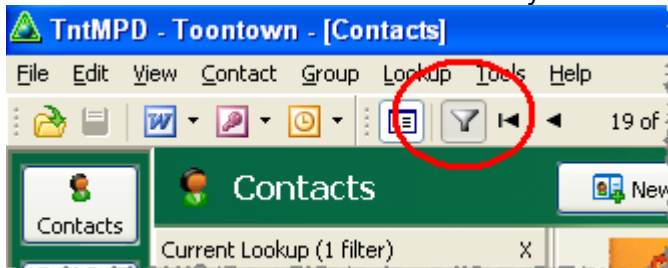 TntMPD - Toontown - [Contacts]
File Edit View Contact Group Lookup Tools Help
19 of
Contacts
New
Contacts
Current Lookup (1 filter) X